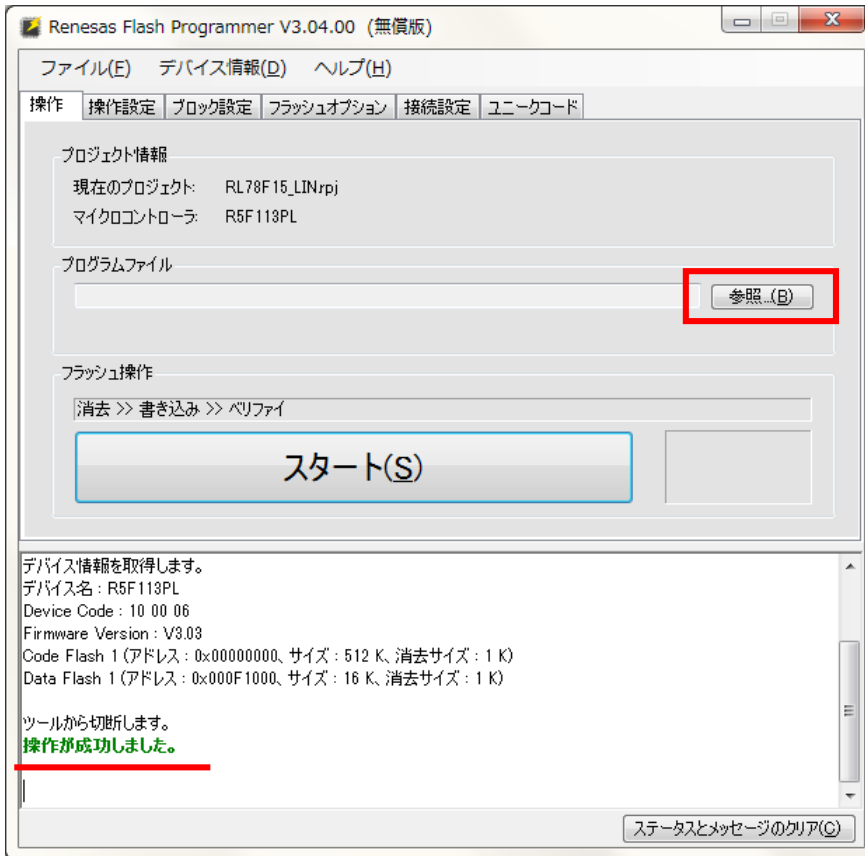 Renesas Flash Programmer V3.04.00 (無償版)
ファイル(F) デバイス情報(D) ヘルプ(H)
操作 操作設定 ブロック設定 フラッシュオプション 接続設定 ユニークコード
プロジェクト情報
現在のプロジェクト: RL78F15_LIN.rpj
マイクロコントローラ: R5F113PL
プログラムファイル
参照...(B)
フラッシュ操作
消去 >> 書き込み >> ベリファイ
スタート(S)
デバイス情報を取得します。
デバイス名 : R5F113PL
Device Code : 10 00 06
Firmware Version : V3.03
Code Flash 1 (アドレス : 0x00000000、サイズ : 512 K、消去サイズ : 1 K)
Data Flash 1 (アドレス : 0x000F1000、サイズ : 16 K、消去サイズ : 1 K)
ツールから切断します。
操作が成功しました。
ステータスとメッセージのクリア(C)